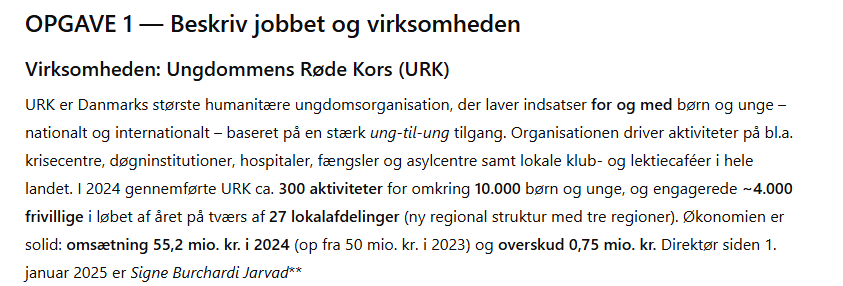 OPGAVE 1 — Beskriv jobbet og virksomheden
Virksomheden: Ungdommens Røde Kors (URK)
URK er Danmarks største humanitære ungdomsorganisation, der laver indsatser for og med børn og unge –
nationalt og internationalt – baseret på en stærk ung-til-ung tilgang. Organisationen driver aktiviteter på bl.a.
krisecentre, døgninstitutioner, hospitaler, fængsler og asylcentre samt lokale klub- og lektiecaféer i hele
landet. I 2024 gennemførte URK ca. 300 aktiviteter for omkring 10.000 børn og unge, og engagerede ~4.000
frivillige i løbet af året på tværs af 27 lokalafdelinger (ny regional struktur med tre regioner). Økonomien er
solid: omsætning 55,2 mio. kr. i 2024 (op fra 50 mio. kr. i 2023) og overskud 0,75 mio. kr. Direktør siden 1.
januar 2025 er Signe Burchardi Jarvad**